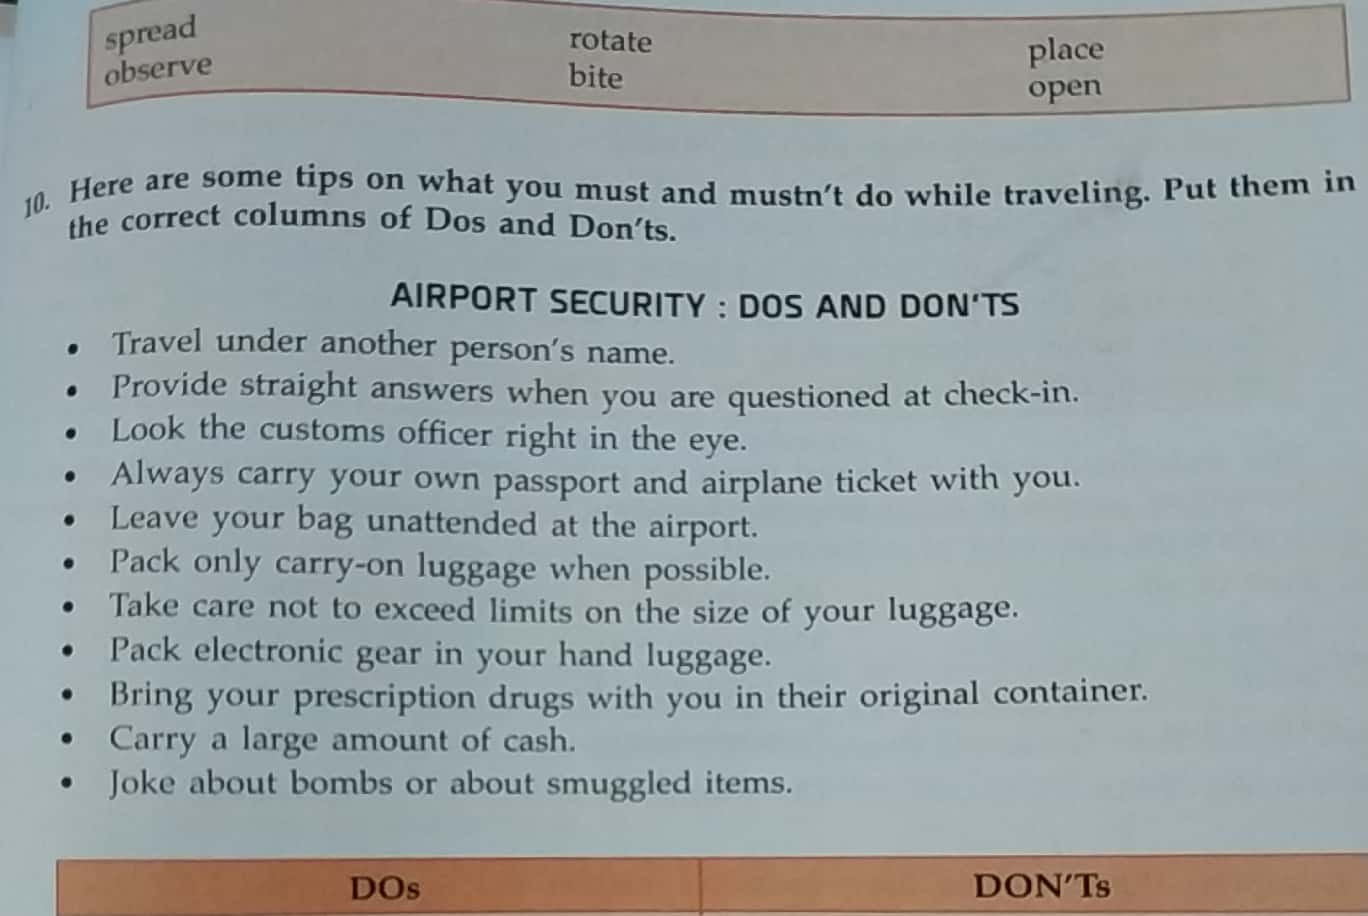 spread rotate place
observe bite open
10. Here are some tips on what you must and mustn't do while traveling. Put them in
the correct columns of Dos and Don'ts.
AIRPORT SECURITY : DOS AND DON'TS
• Travel under another person's name.
• Provide straight answers when you are questioned at check-in.
• Look the customs officer right in the eye.
• Always carry your own passport and airplane ticket with you.
• Leave your bag unattended at the airport.
• Pack only carry-on luggage when possible.
• Take care not to exceed limits on the size of your luggage.
• Pack electronic gear in your hand luggage.
• Bring your prescription drugs with you in their original container.
• Carry a large amount of cash.
• Joke about bombs or about smuggled items.
DOs DON'Ts